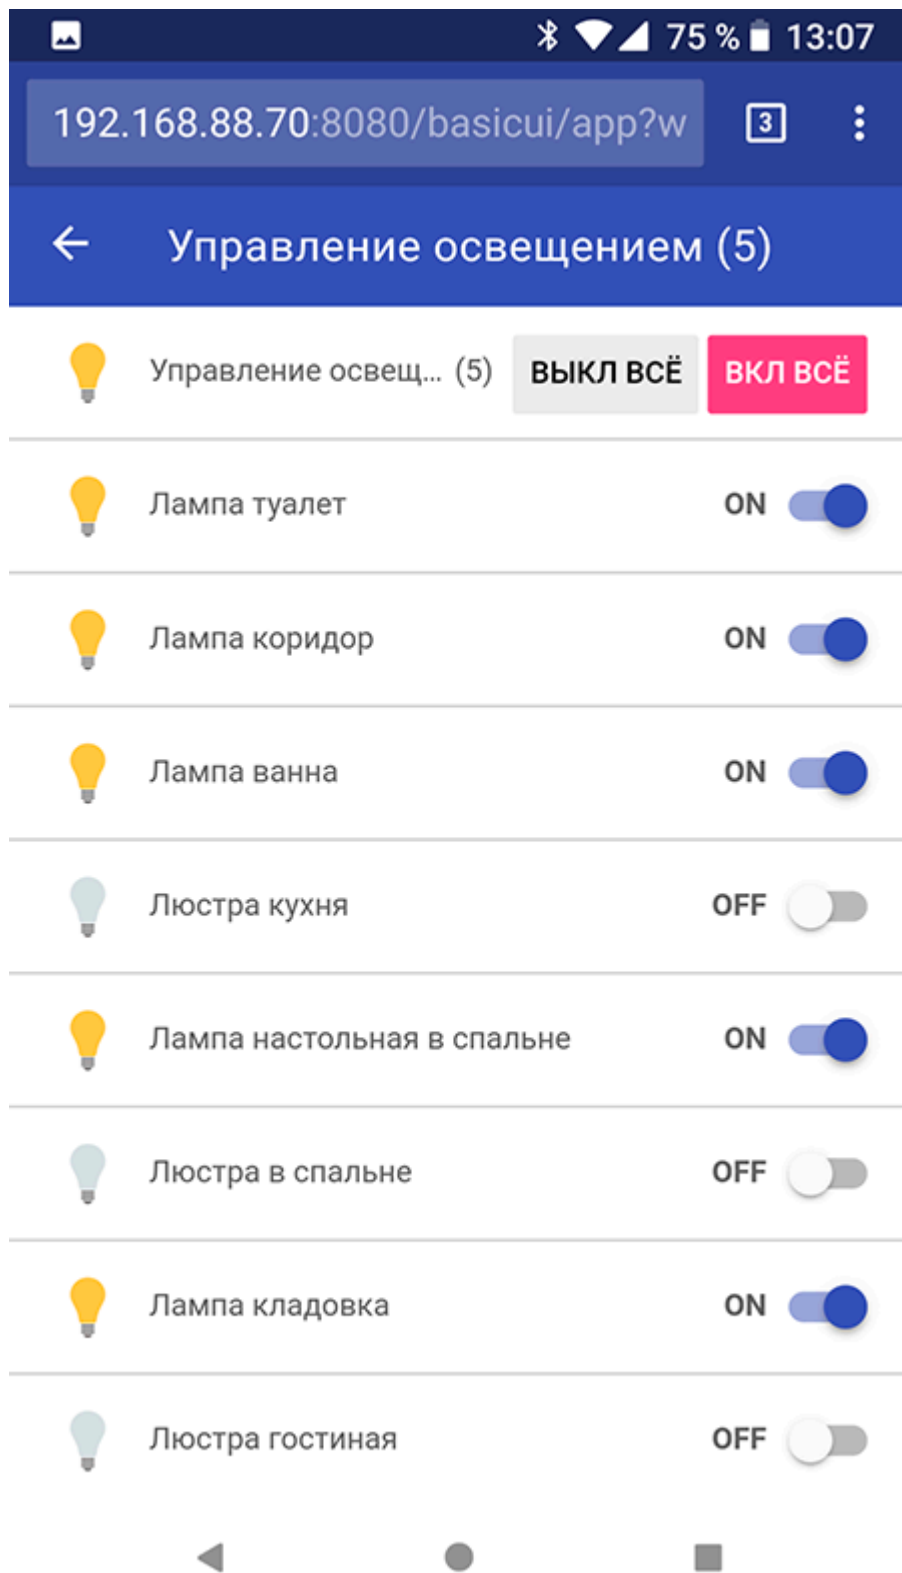 75 % 13:07
192.168.88.70:8080/basicui/app?w 3
Управление освещением (5)
Управление освещ... (5) ВЫКЛ ВСЁ ВКЛ ВСЁ
Лампа туалет ON
Лампа коридор ON
Лампа ванна ON
Люстра кухня OFF
Лампа настольная в спальне ON
Люстра в спальне OFF
Лампа кладовка ON
Люстра гостиная OFF